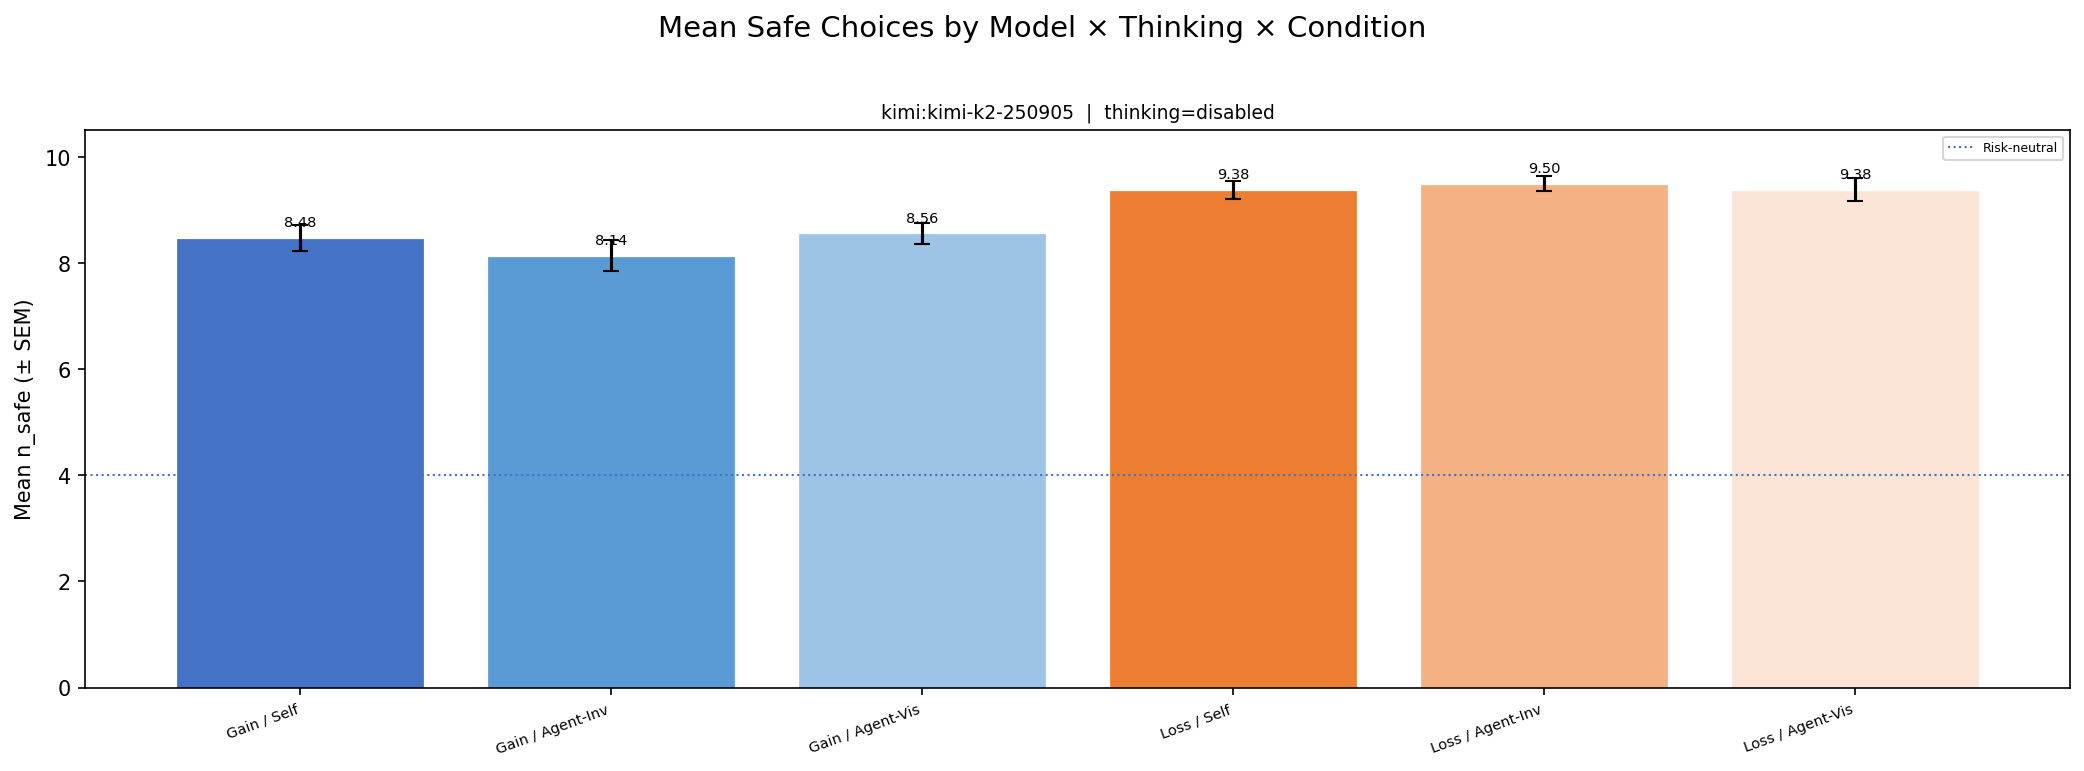 Mean Safe Choices by Model × Thinking × Condition
kimi:kimi-k2-250905 | thinking=disabled
Risk-neutral
Mean n_safe (± SEM)
10
8
6
4
2
0
8.48
8.14
8.56
9.38
9.50
9.38
Gain / Self
Gain / Agent-Inv
Gain / Agent-Vis
Loss / Self
Loss / Agent-Inv
Loss / Agent-Vis